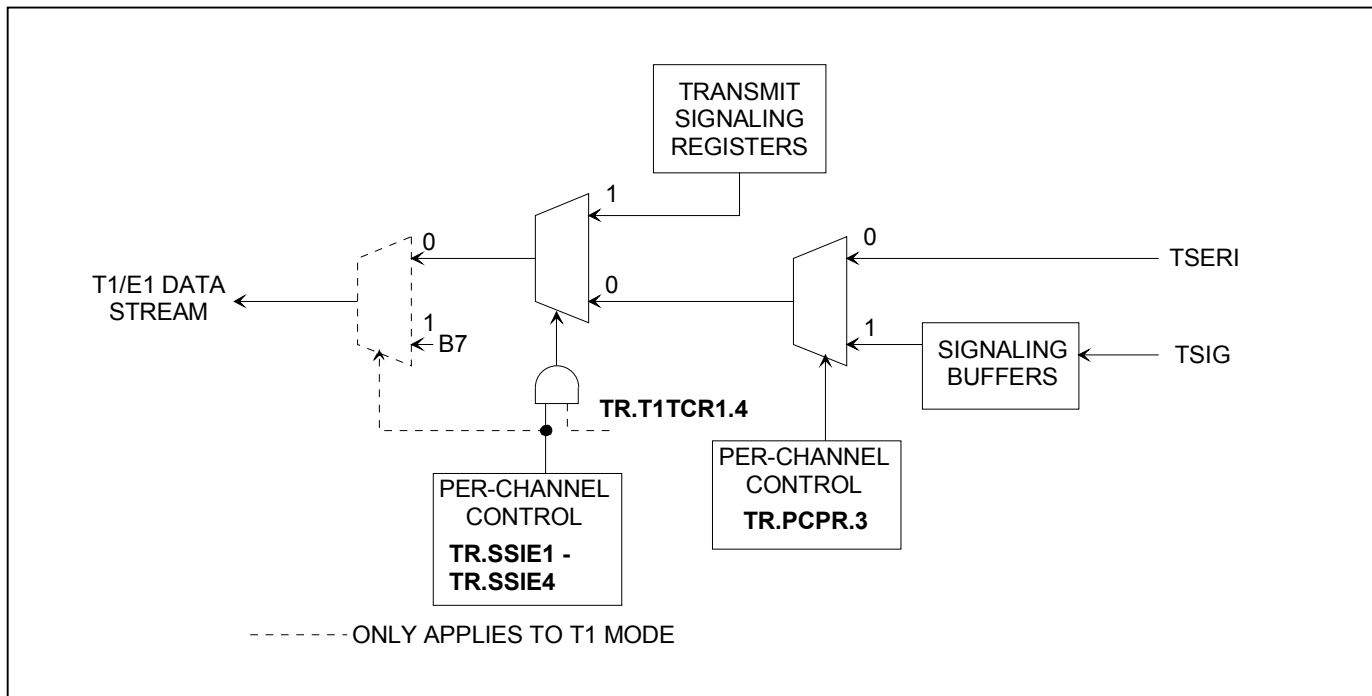 TRANSMIT
SIGNALING
REGISTERS
1
0
0
0
TSERI
T1/E1 DATA
STREAM
1
B7
1
SIGNALING
BUFFERS
TSIG
TR.T1TCR1.4
PER-CHANNEL
CONTROL
TR.PCPR.3
PER-CHANNEL
CONTROL
TR.SSIE1 -
TR.SSIE4
ONLY APPLIES TO T1 MODE